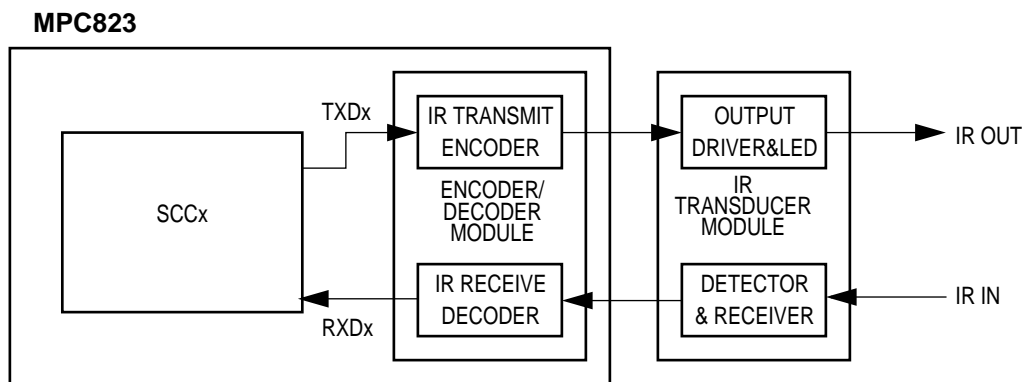 MPC823
TXDx
IR TRANSMIT
ENCODER
OUTPUT
DRIVER&LED
IR OUT
SCCx
ENCODER/
DECODER
MODULE
IR
TRANSDUCER
MODULE
IR RECEIVE
DECODER
DETECTOR
& RECEIVER
IR IN
RXDx